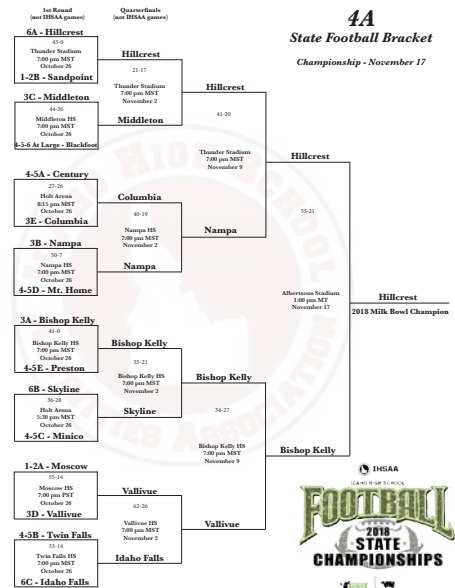 1st Round
(not IHSAA games)
Quarterfinals
(not IHSAA games)
4A
State Football Bracket
Championship - November 17
6A - Hillcrest
45-0
Thunder Stadium
7:00 pm MST
October 26
1-2B - Sandpoint
3C - Middleton
44-36
Middleton HS
7:00 pm MST
October 26
4-5-6 At Large - Blackfoot
4-5A - Century
27-26
Holt Arena
8:15 pm MST
October 26
3E - Columbia
3B - Nampa
50-7
Nampa HS
7:00 pm MST
October 26
4-5D - Mt. Home
3A - Bishop Kelly
41-0
Bishop Kelly HS
7:00 pm MST
October 26
4-5E - Preston
6B - Skyline
36-28
Holt Arena
5:30 pm MST
October 26
4-5C - Minico
1-2A - Moscow
55-14
Moscow HS
7:00 pm PST
October 26
3D - Vallivue
4-5B - Twin Falls
33-14
Twin Falls HS
7:00 pm MST
October 26
6C - Idaho Falls
Hillcrest
21-17
Thunder Stadium
7:00 pm MST
November 2
Middleton
Columbia
40-19
Nampa HS
7:00 pm MST
November 2
Nampa
Bishop Kelly
35-21
Bishop Kelly HS
7:00 pm MST
November 2
Skyline
Vallivue
62-26
Vallivue HS
7:00 pm MST
November 2
Idaho Falls
Hillcrest
41-20
Thunder Stadium
7:00 pm MST
November 9
Nampa
Bishop Kelly
34-27
Bishop Kelly HS
7:00 pm MST
November 9
Vallivue
Hillcrest
55-21
Albertsons Stadium
1:00 pm MT
November 17
Bishop Kelly
Hillcrest
2018 Milk Bowl Champion
IHSAA
IDAHO HIGH SCHOOL
FOOTBALL
2018
STATE
CHAMPIONSHIPS